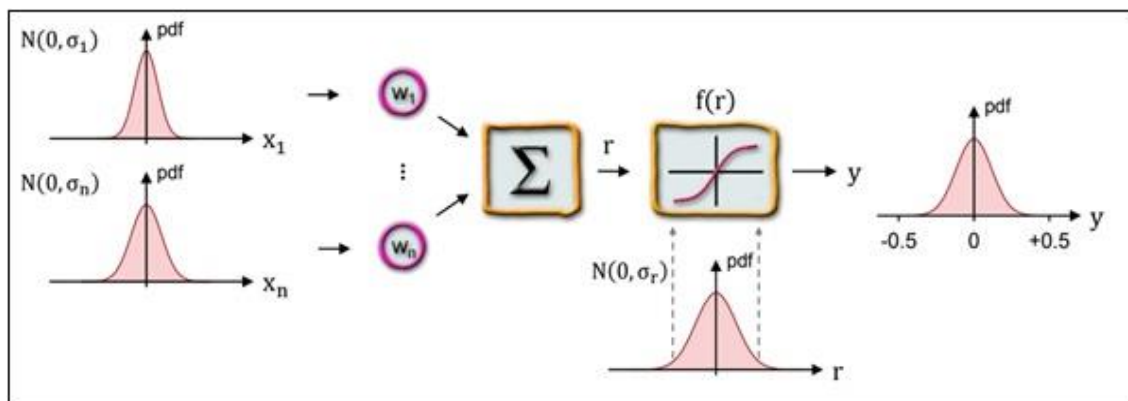 N(0, σ₁)
pdf
x₁
N(0, σₙ)
pdf
xₙ
w₁
...
wₙ
Σ
r
f(r)
y
N(0, σᵣ)
pdf
r
pdf
y
-0.5 0 +0.5